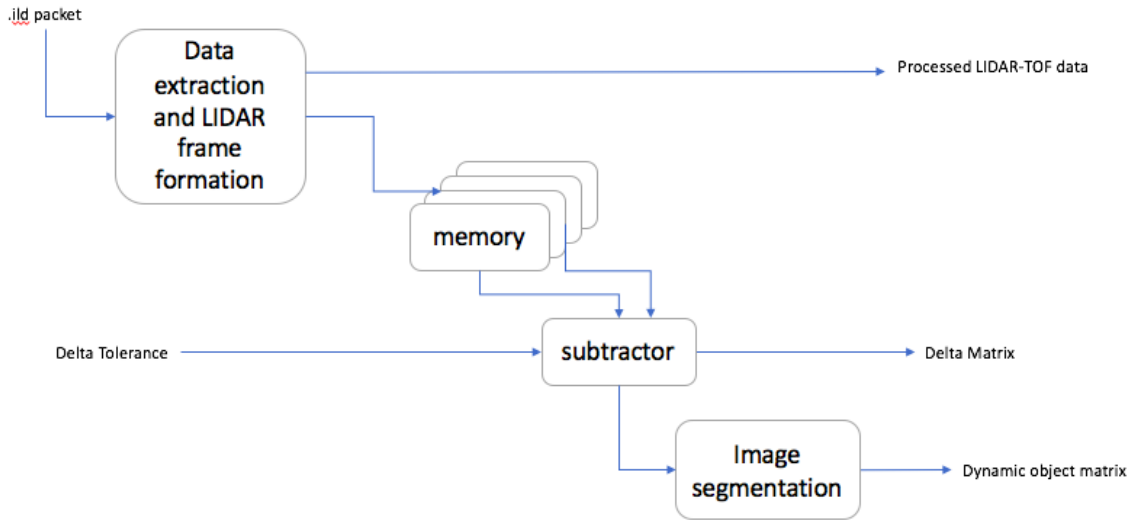 .ild packet
Data
extraction
and LIDAR
frame
formation
Processed LIDAR-TOF data
memory
Delta Tolerance
subtractor
Delta Matrix
Image
segmentation
Dynamic object matrix